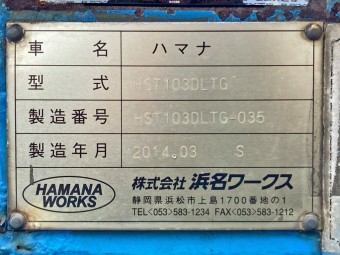 車名 ハマナ
型式 HST103DLTG
製造番号 HST103DLTG-035
製造年月 2014.03 S
HAMANA WORKS
株式会社 浜名ワークス
静岡県浜松市上島1700番地の1
TEL<053>583-1234 FAX<053>583-1212